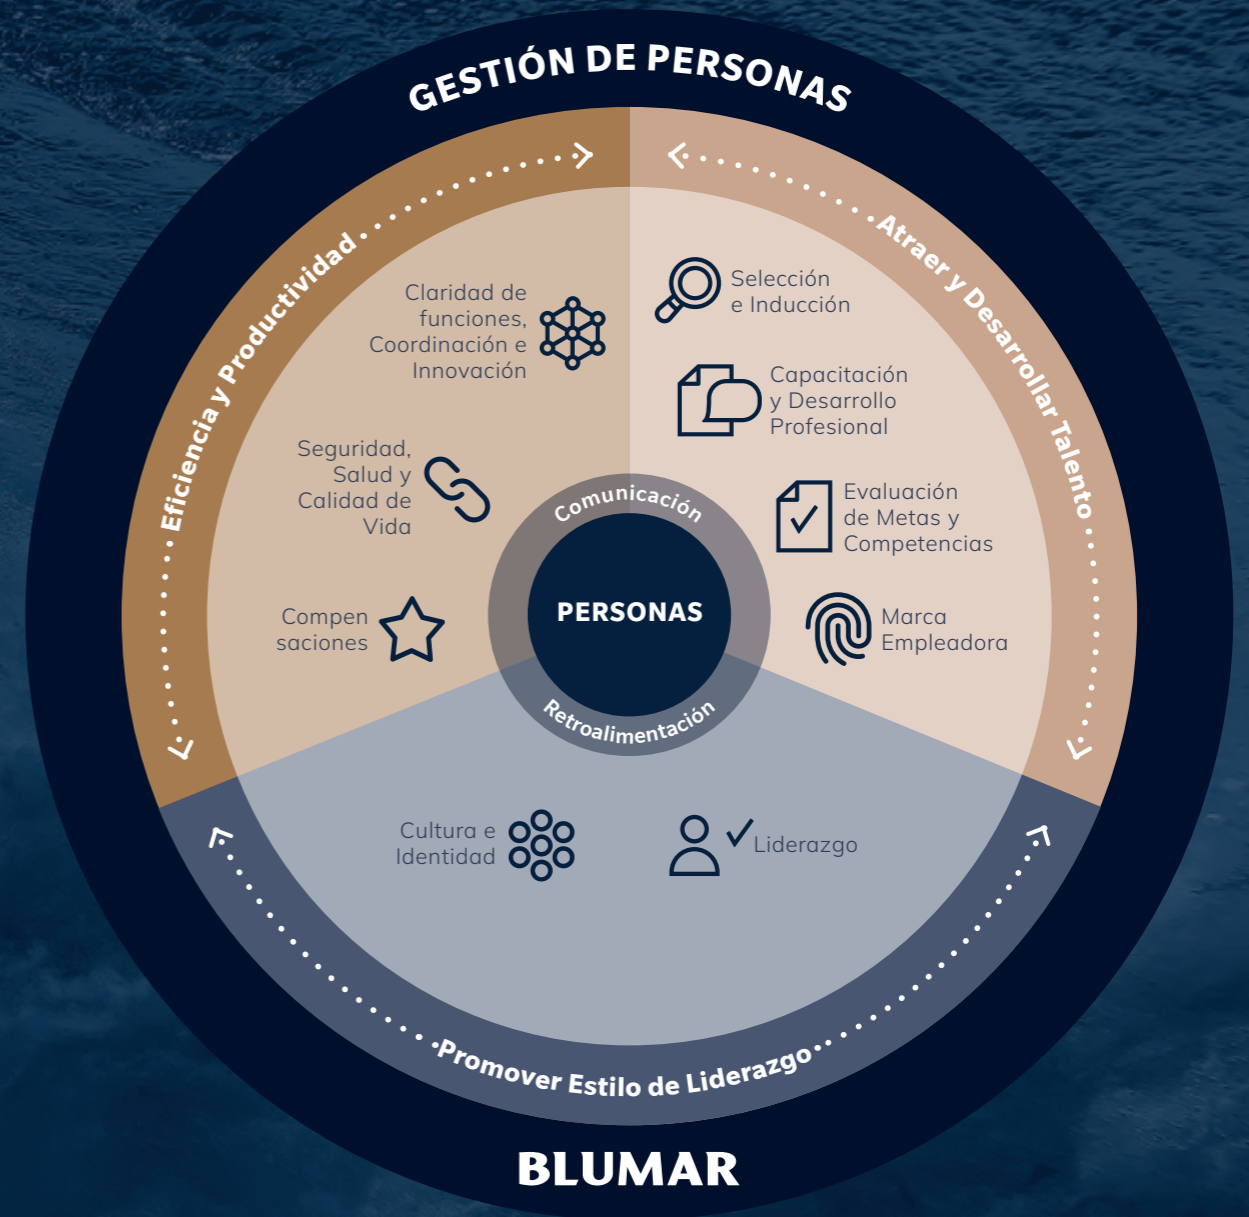 GESTIÓN DE PERSONAS
Eficiencia y Productividad
Atraer y Desarrollar Talento
Claridad de
funciones,
Coordinación e
Innovación
Seguridad,
Salud y
Calidad de
Vida
Compen
saciones
Selección
e Inducción
Capacitación
y Desarrollo
Profesional
Evaluación
de Metas y
Competencias
Marca
Empleadora
Comunicación
PERSONAS
Retroalimentación
Cultura e
Identidad
Liderazgo
Promover Estilo de Liderazgo
BLUMAR